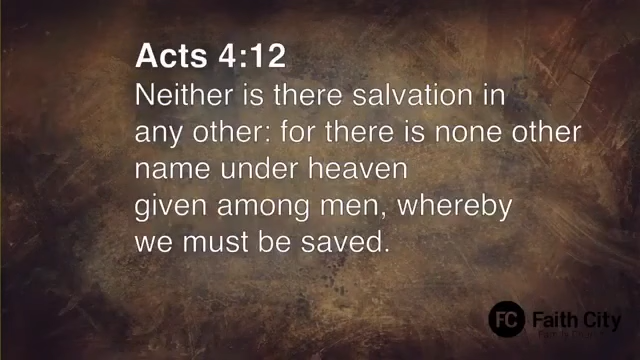 Acts 4:12
Neither is there salvation in
any other: for there is none other
name under heaven
given among men, whereby
we must be saved.
FC Faith City